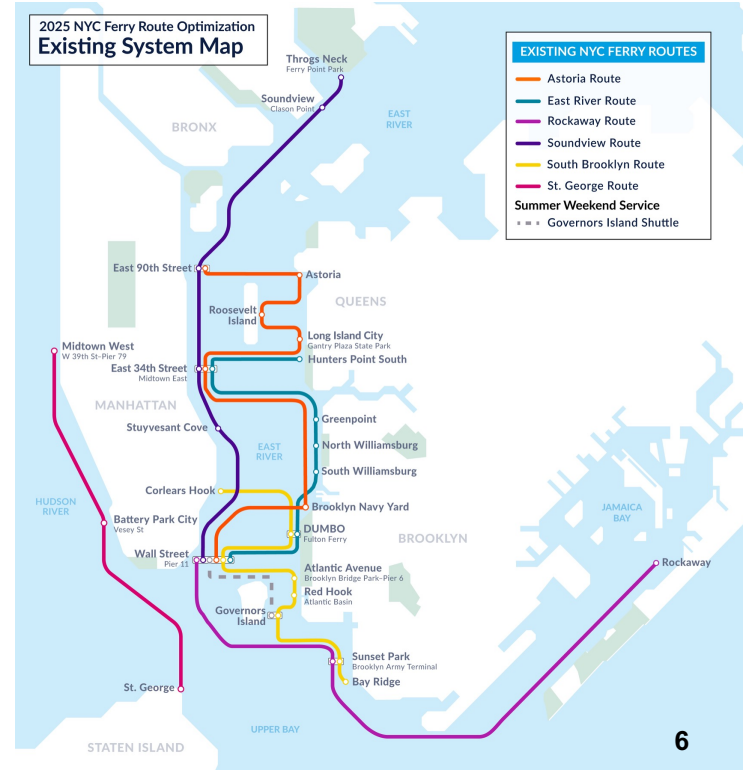 2025 NYC Ferry Route Optimization
Existing System Map
EXISTING NYC FERRY ROUTES
Astoria Route
East River Route
Rockaway Route
Soundview Route
South Brooklyn Route
St. George Route
Summer Weekend Service
Governors Island Shuttle
Throgs Neck
Ferry Point Park
Soundview
Clason Point
EAST
RIVER
BRONX
East 90th Street
Astoria
QUEENS
Roosevelt
Island
Long Island City
Gantry Plaza State Park
Hunters Point South
Midtown West
W 39th St–Pier 79
East 34th Street
Midtown East
MANHATTAN
Greenpoint
Stuyvesant Cove
North Williamsburg
EAST
RIVER
South Williamsburg
Corlears Hook
HUDSON
RIVER
Brooklyn Navy Yard
JAMAICA
BAY
Battery Park City
Vesey St
DUMBO
Fulton Ferry
BROOKLYN
Wall Street
Pier 11
Rockaway
Atlantic Avenue
Brooklyn Bridge Park-Pier 6
Red Hook
Atlantic Basin
Governors
Island
Sunset Park
Brooklyn Army Terminal
Bay Ridge
St. George
UPPER BAY
STATEN ISLAND
6